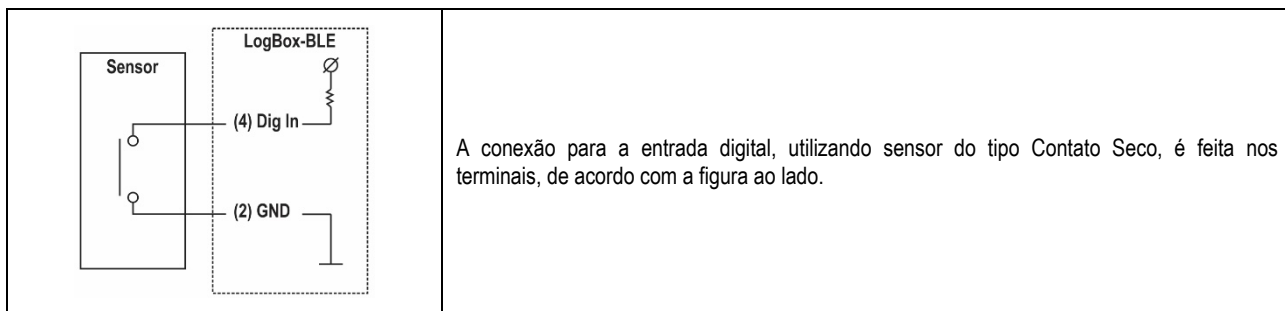 LogBox-BLE
Sensor
(4) Dig In
(2) GND
A conexão para a entrada digital, utilizando sensor do tipo Contato Seco, é feita nos
terminais, de acordo com a figura ao lado.